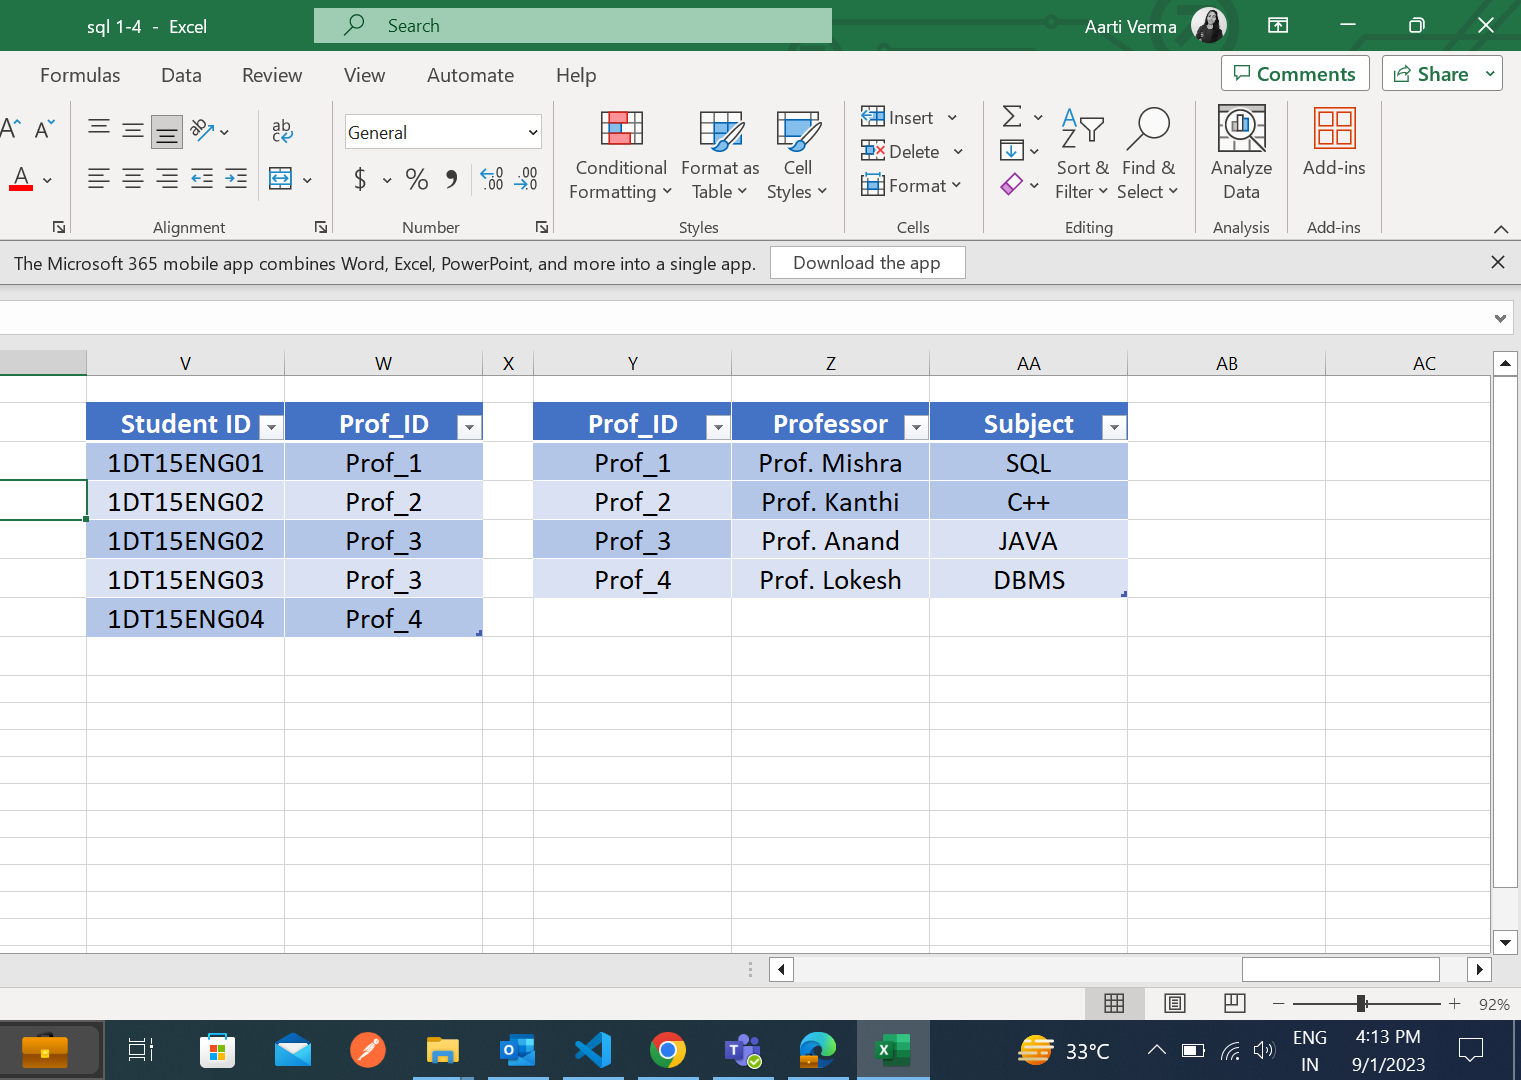 sql 1-4 - Excel
Search
Aarti Verma
Formulas Data Review View Automate Help
Comments Share
General
Conditional Formatting
Format as Table
Cell Styles
Insert
Delete
Format
Sort & Filter
Find & Select
Analyze Data
Add-ins
Alignment Number Styles Cells Editing Analysis Add-ins
The Microsoft 365 mobile app combines Word, Excel, PowerPoint, and more into a single app. Download the app
V W X Y Z AA AB AC
Student ID Prof_ID Prof_ID Professor Subject
1DT15ENG01 Prof_1 Prof_1 Prof. Mishra SQL
1DT15ENG02 Prof_2 Prof_2 Prof. Kanthi C++
1DT15ENG02 Prof_3 Prof_3 Prof. Anand JAVA
1DT15ENG03 Prof_3 Prof_4 Prof. Lokesh DBMS
1DT15ENG04 Prof_4
92%
33°C
ENG
IN
4:13 PM
9/1/2023